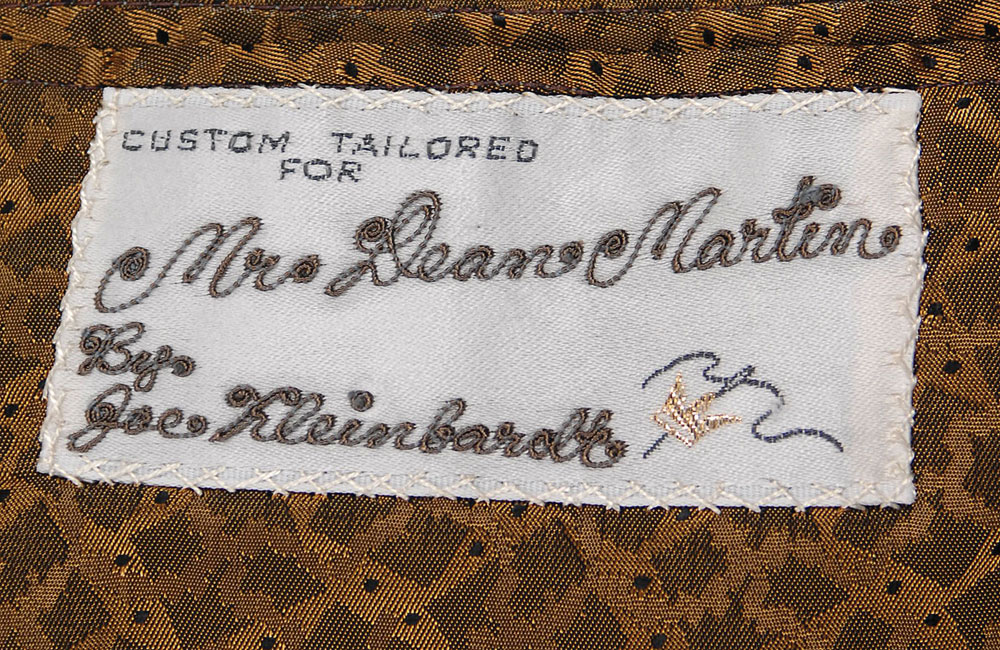 CUSTOM TAILORED
FOR
Mr. Dean Martin
By
Joe Kleinbardt